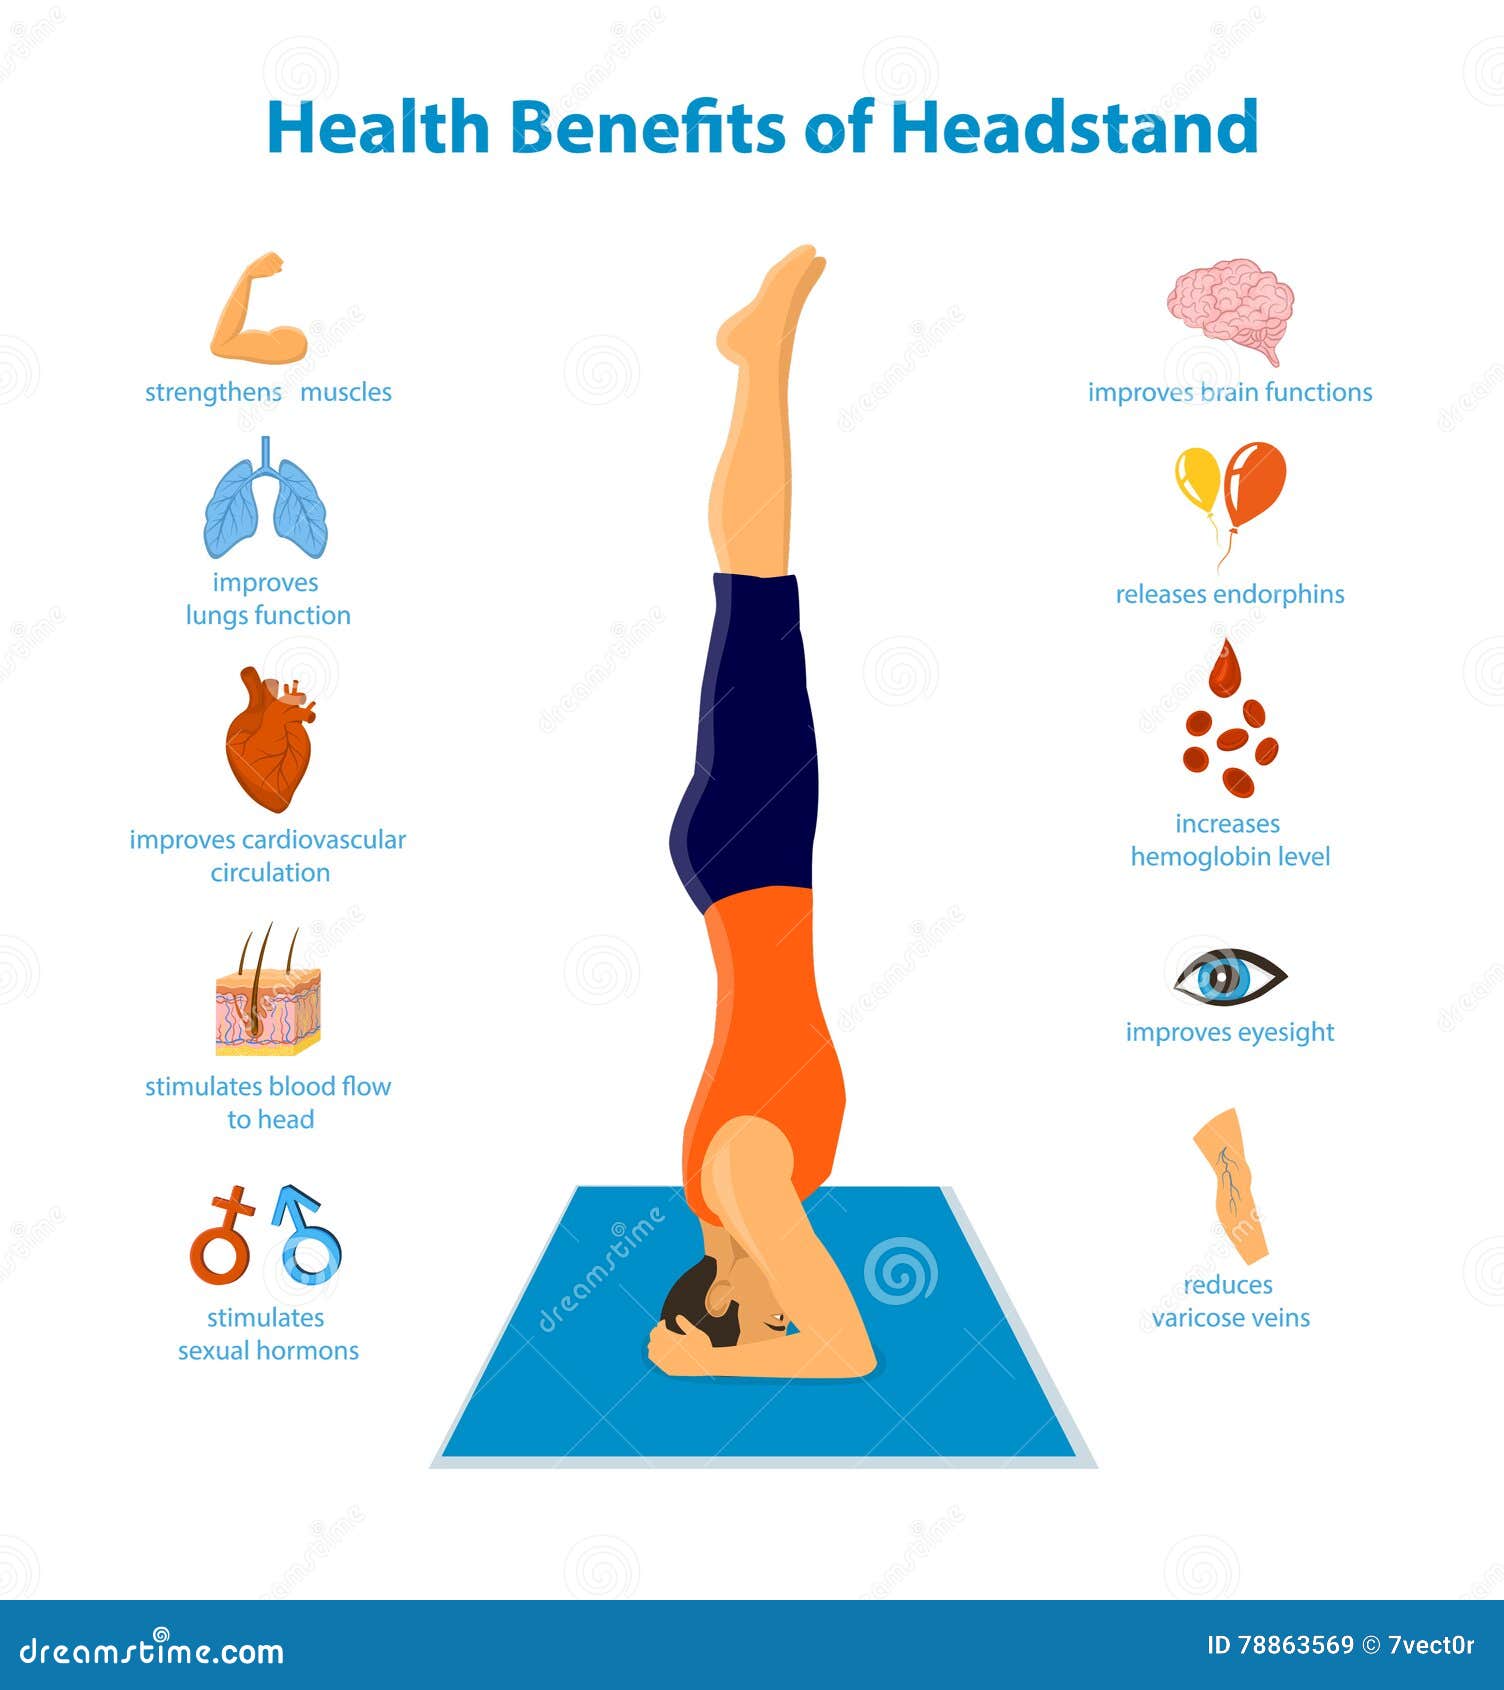 Health Benefits of Headstand
strengthens muscles
improves
lungs function
improves cardiovascular
circulation
stimulates blood flow
to head
stimulates
sexual hormons
improves brain functions
releases endorphins
increases
hemoglobin level
improves eyesight
reduces
varicose veins
dreamstime.com
ID 78863569 © 7vect0r